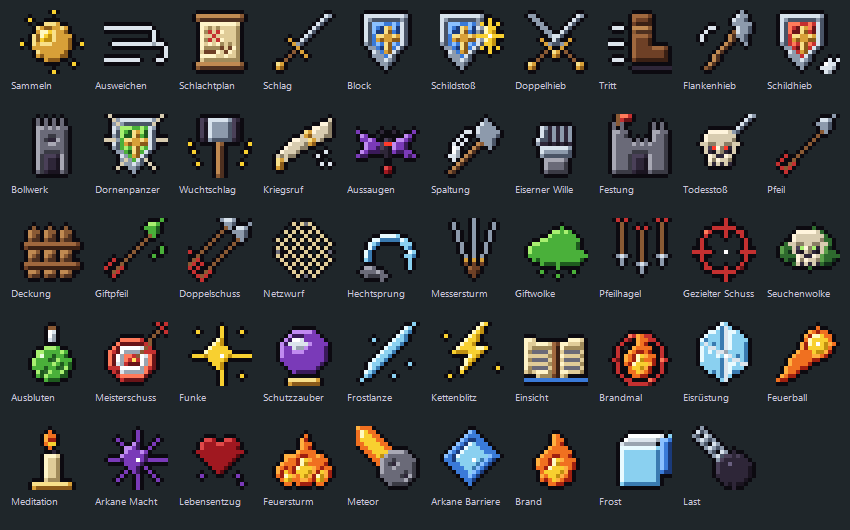 Sammeln Ausweichen Schlachtplan Schlag Block Schildstoß Doppelhieb Tritt Flankenhieb Schildhieb
Bollwerk Dornenpanzer Wuchtschlag Kriegsruf Aussaugen Spaltung Eiserner Wille Festung Todesstoß Pfeil
Deckung Giftpfeil Doppelschuss Netzwurf Hechtsprung Messersturm Giftwolke Pfeilhagel Gezielter Schuss Seuchenwolke
Ausbluten Meisterschuss Funke Schutzzauber Frostlanze Kettenblitz Einsicht Brandmal Eisrüstung Feuerball
Meditation Arkane Macht Lebensentzug Feuersturm Meteor Arkane Barriere Brand Frost Last